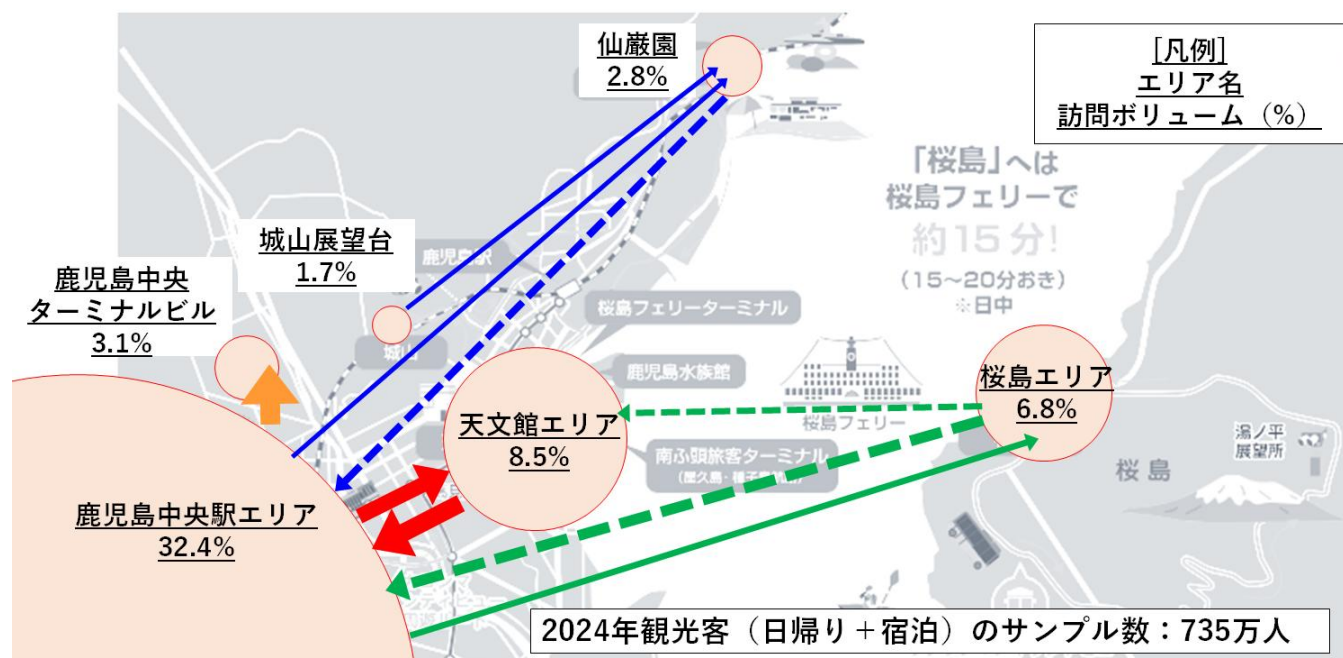 仙巌園
2.8%
[凡例]
エリア名
訪問ボリューム（%）
「桜島」へは
桜島フェリーで
約15分!
(15～20分おき)
※日中
城山展望台
1.7%
鹿児島駅
鹿児島中央
ターミナルビル
3.1%
桜島フェリーターミナル
城山
鹿児島水族館
桜島エリア
6.8%
天文館エリア
8.5%
桜島フェリー
湯ノ平
展望所
南ふ頭旅客ターミナル
桜島
鹿児島中央駅エリア
32.4%
2024年観光客（日帰り＋宿泊）のサンプル数：735万人